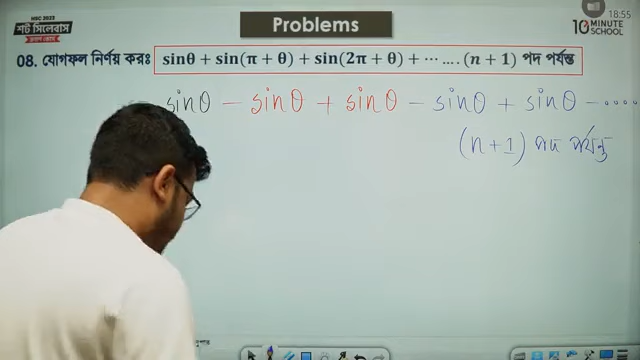 Problems
18:55
HSC 2023
শর্ট সিলেবাস
10 MINUTE SCHOOL
08. যোগফল নির্ণয় করঃ sinθ + sin(π + θ) + sin(2π + θ) + ⋯ …. (n + 1) পদ পর্যন্ত
sinθ − sinθ + sinθ − sinθ + sinθ − ····
(n + 1) পদ পর্যন্ত